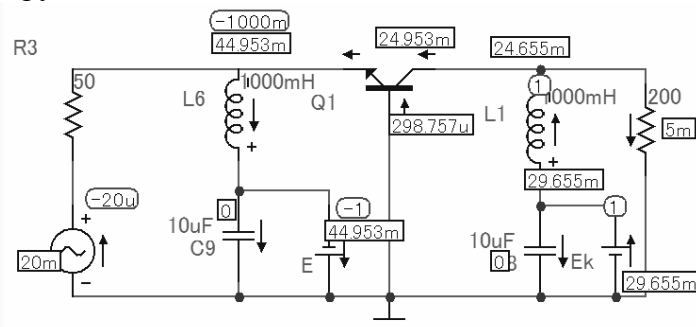 -1000m
44.953m
24.953m
24.655m
R3
50
1000mH
L6
Q1
298.757u
L1
1
1000mH
200
5m
29.655m
-20u
+
+
+
0
-1
1
10uF
C9
44.953m
E
10uF
0
3
Ek
20m
-
29.655m